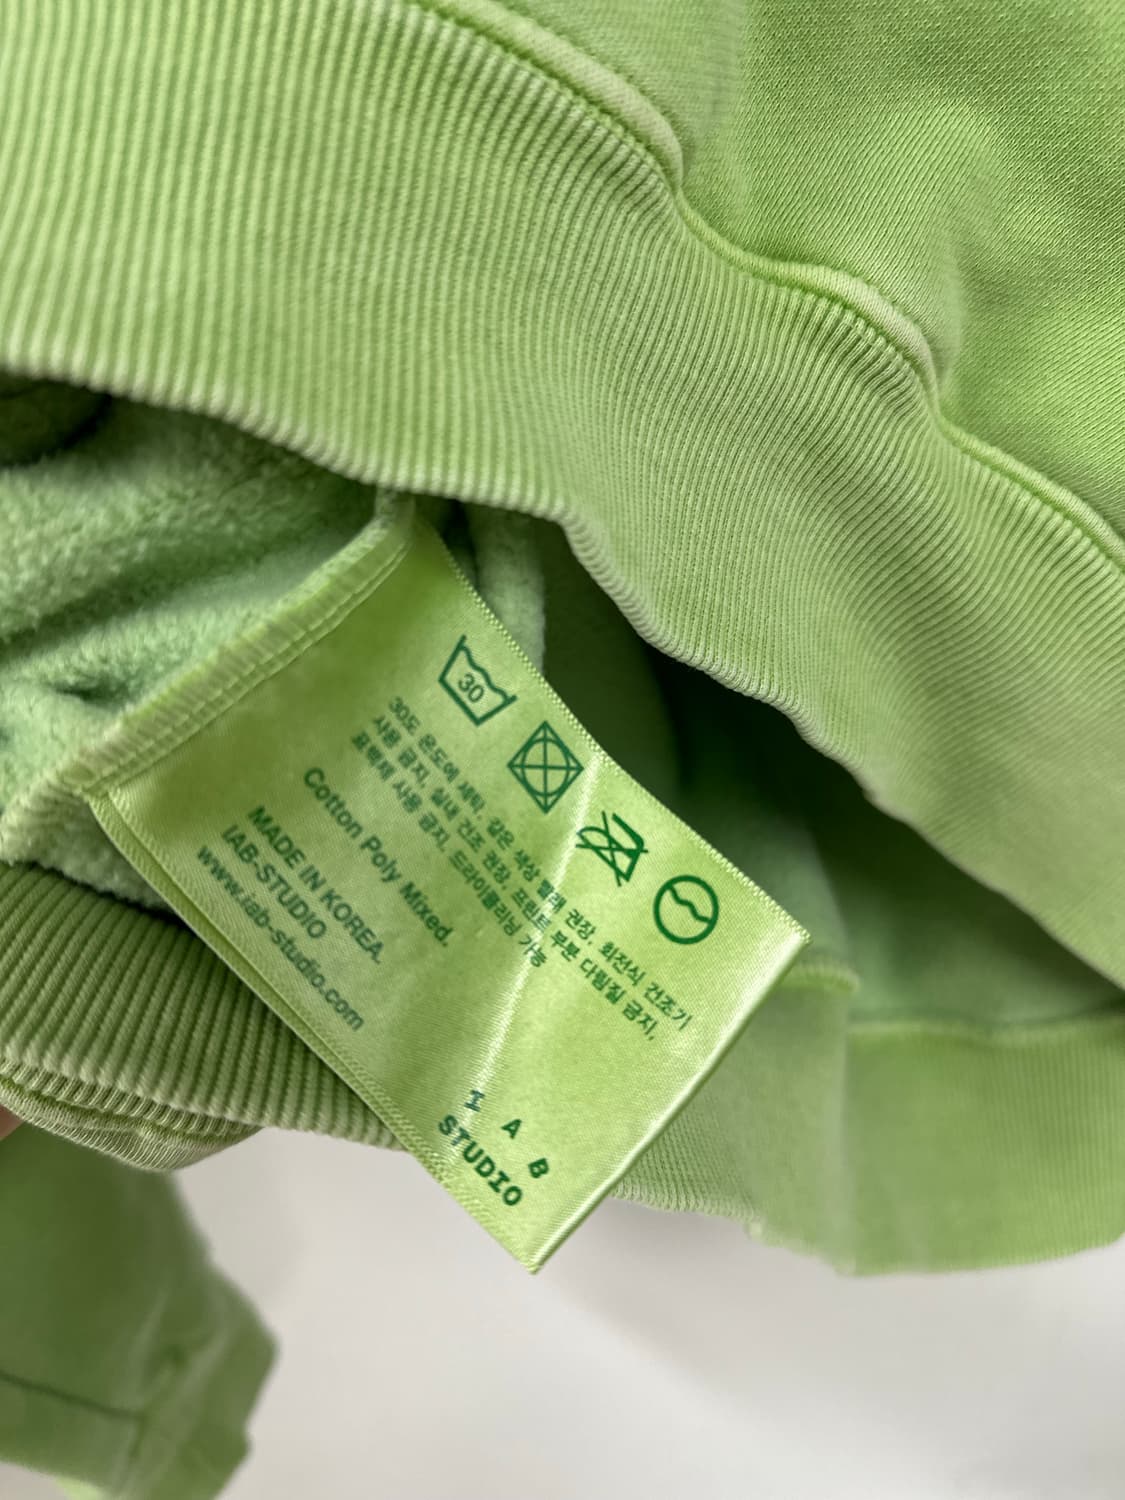 30
30도 온도에 세탁, 같은 색상 빨래 권장, 회전식 건조기
사용 금지, 실내 건조 권장, 프린트 부분 다림질 금지,
표백제 사용 금지, 드라이클리닝 가능
Cotton Poly Mixed.
MADE IN KOREA.
IAB-STUDIO
www.iab-studio.com
I A B
STUDIO